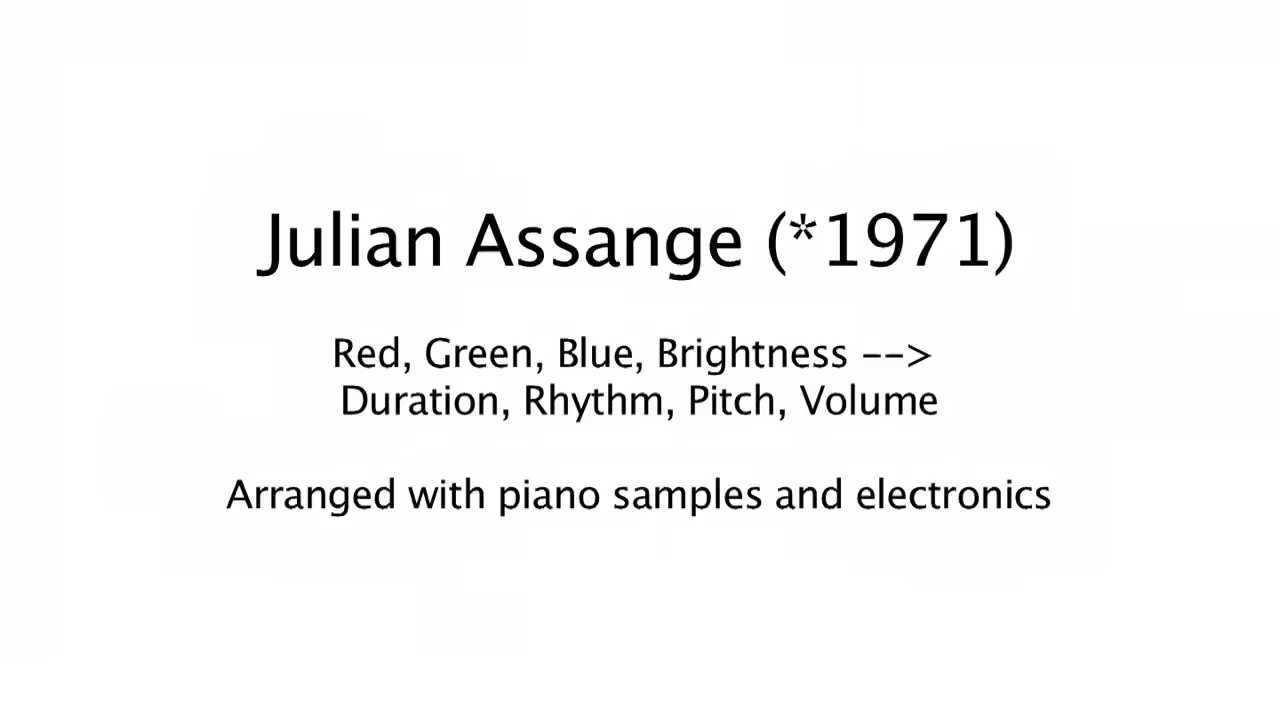 Julian Assange (*1971)
Red, Green, Blue, Brightness -->
Duration, Rhythm, Pitch, Volume
Arranged with piano samples and electronics